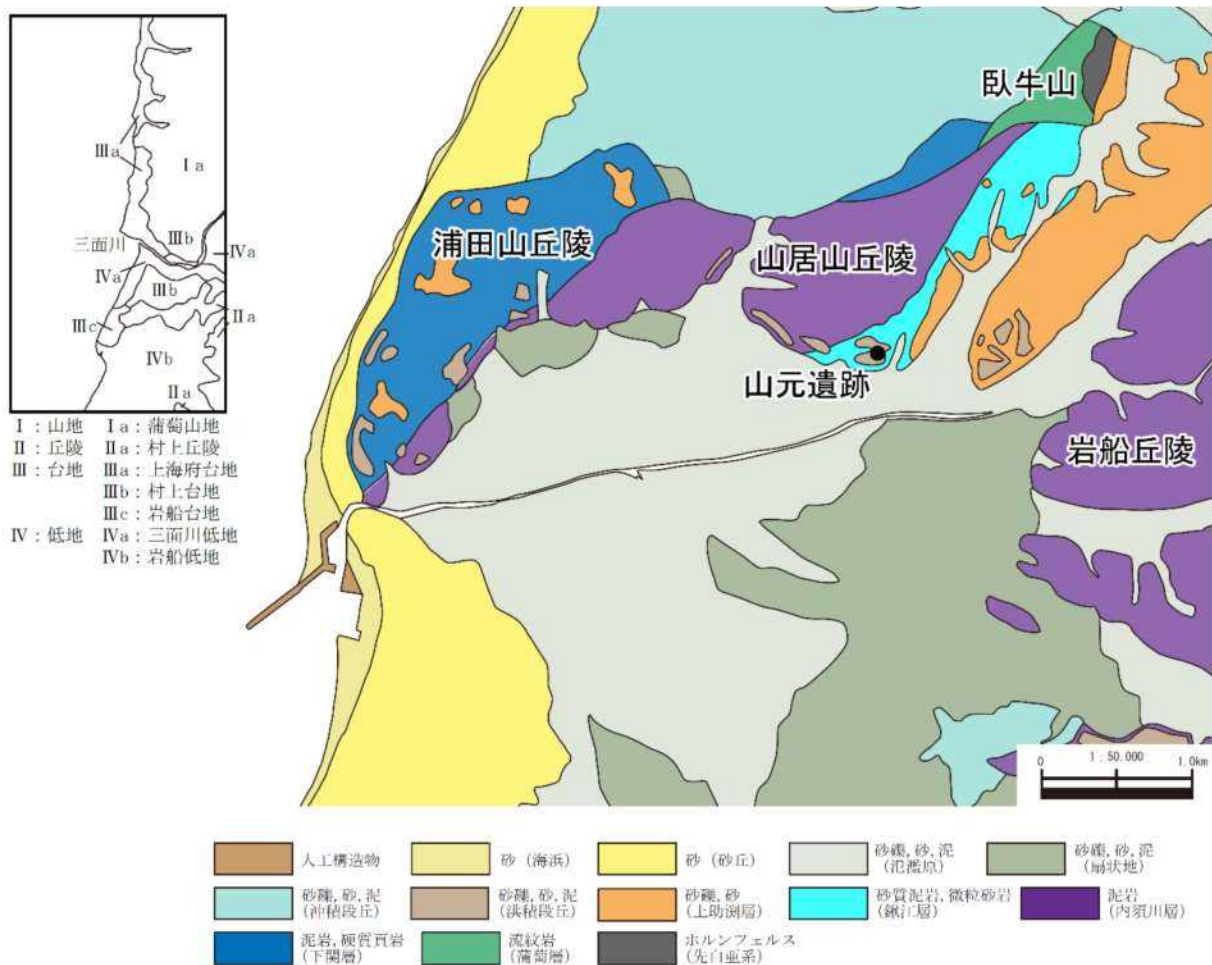 Ⅲa
Ⅰa
三面川
Ⅲb
Ⅳa
Ⅳa
Ⅲb
Ⅱa
Ⅲc
Ⅳb
Ⅱa
Ⅰ：山地 Ⅰa：蒲萄山地
Ⅱ：丘陵 Ⅱa：村上丘陵
Ⅲ：台地 Ⅲa：上海府台地
Ⅲb：村上台地
Ⅲc：岩船台地
Ⅳ：低地 Ⅳa：三面川低地
Ⅳb：岩船低地
臥牛山
浦田山丘陵
山居山丘陵
山元遺跡
岩船丘陵
0 1：50.000 1.0km
人工構造物
砂（海浜）
砂（砂丘）
砂礫, 砂, 泥
（氾濫原）
砂礫, 砂, 泥
（扇状地）
砂礫, 砂, 泥
（沖積段丘）
砂礫, 砂, 泥
（洪積段丘）
砂礫, 砂
（上助渕層）
砂質泥岩, 微粒砂岩
（鍬江層）
泥岩
（内須川層）
泥岩, 硬質頁岩
（下関層）
流紋岩
（蒲萄層）
ホルンフェルス
（先白亜系）